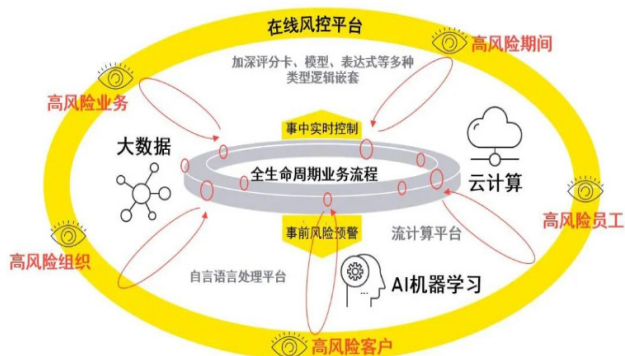 在线风控平台
高风险期间
加深评分卡、模型、表达式等多种
类型逻辑嵌套
高风险业务
事中实时控制
大数据
全生命周期业务流程
云计算
高风险员工
事前风险预警
流计算平台
高风险组织
自言语言处理平台
AI机器学习
高风险客户